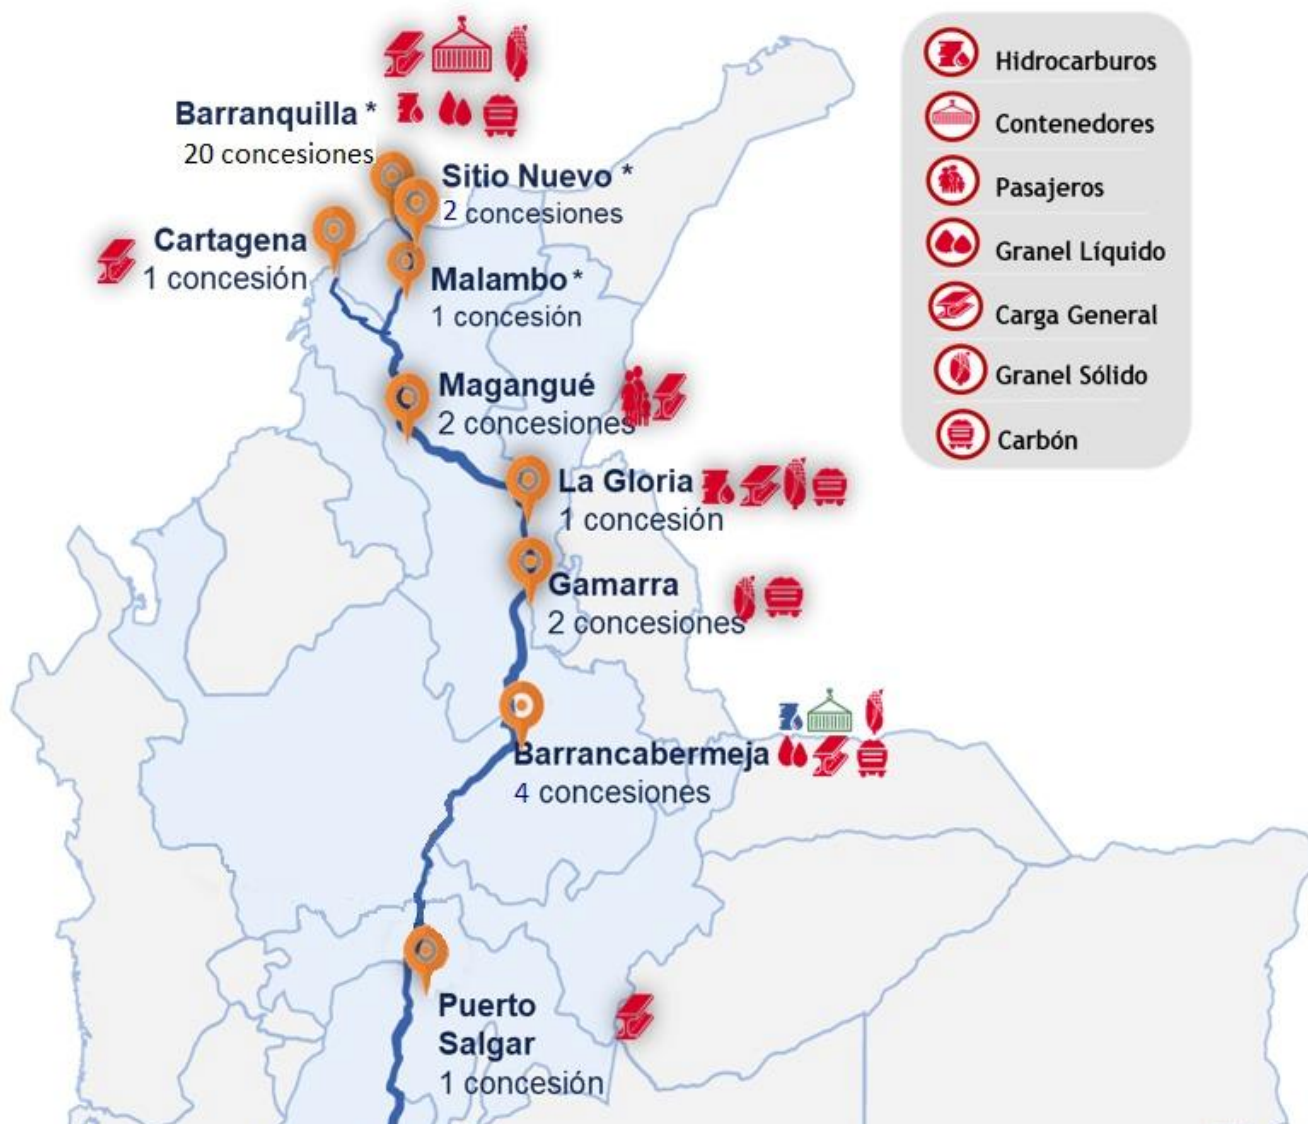 Barranquilla *
20 concesiones
Sitio Nuevo *
2 concesiones
Cartagena
1 concesión
Malambo *
1 concesión
Magangué
2 concesiones
La Gloria
1 concesión
Gamarra
2 concesiones
Barrancabermeja
4 concesiones
Puerto
Salgar
1 concesión
Hidrocarburos
Contenedores
Pasajeros
Granel Líquido
Carga General
Granel Sólido
Carbón